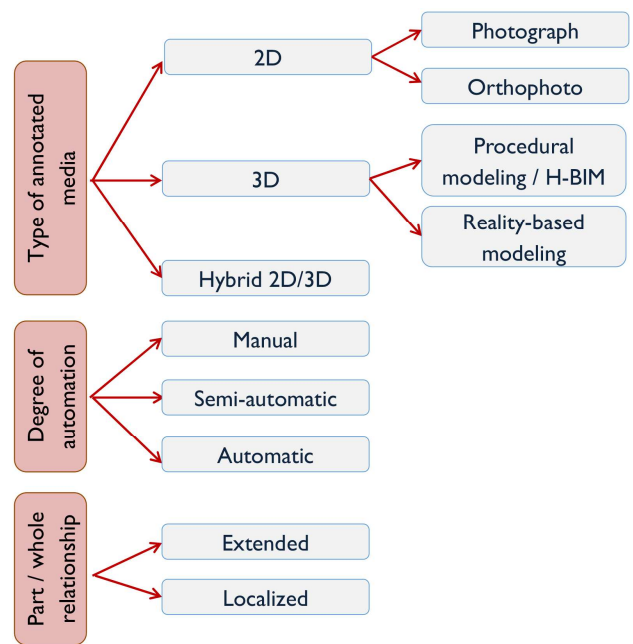 Type of annotated
media
2D
Photograph
Orthophoto
3D
Procedural
modeling / H-BIM
Reality-based
modeling
Hybrid 2D/3D
Degree of
automation
Manual
Semi-automatic
Automatic
Part / whole
relationship
Extended
Localized